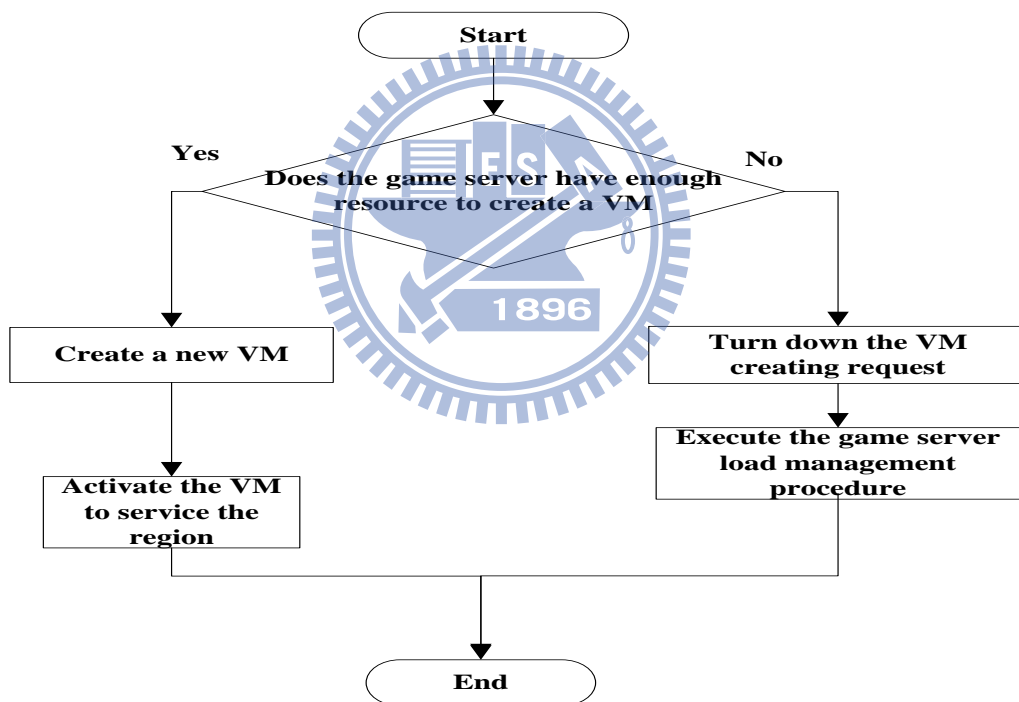 Start
Yes
No
E S
Does the game server have enough
resource to create a VM
1896
Create a new VM
Turn down the VM
creating request
Execute the game server
load management
procedure
Activate the VM
to service the
region
End